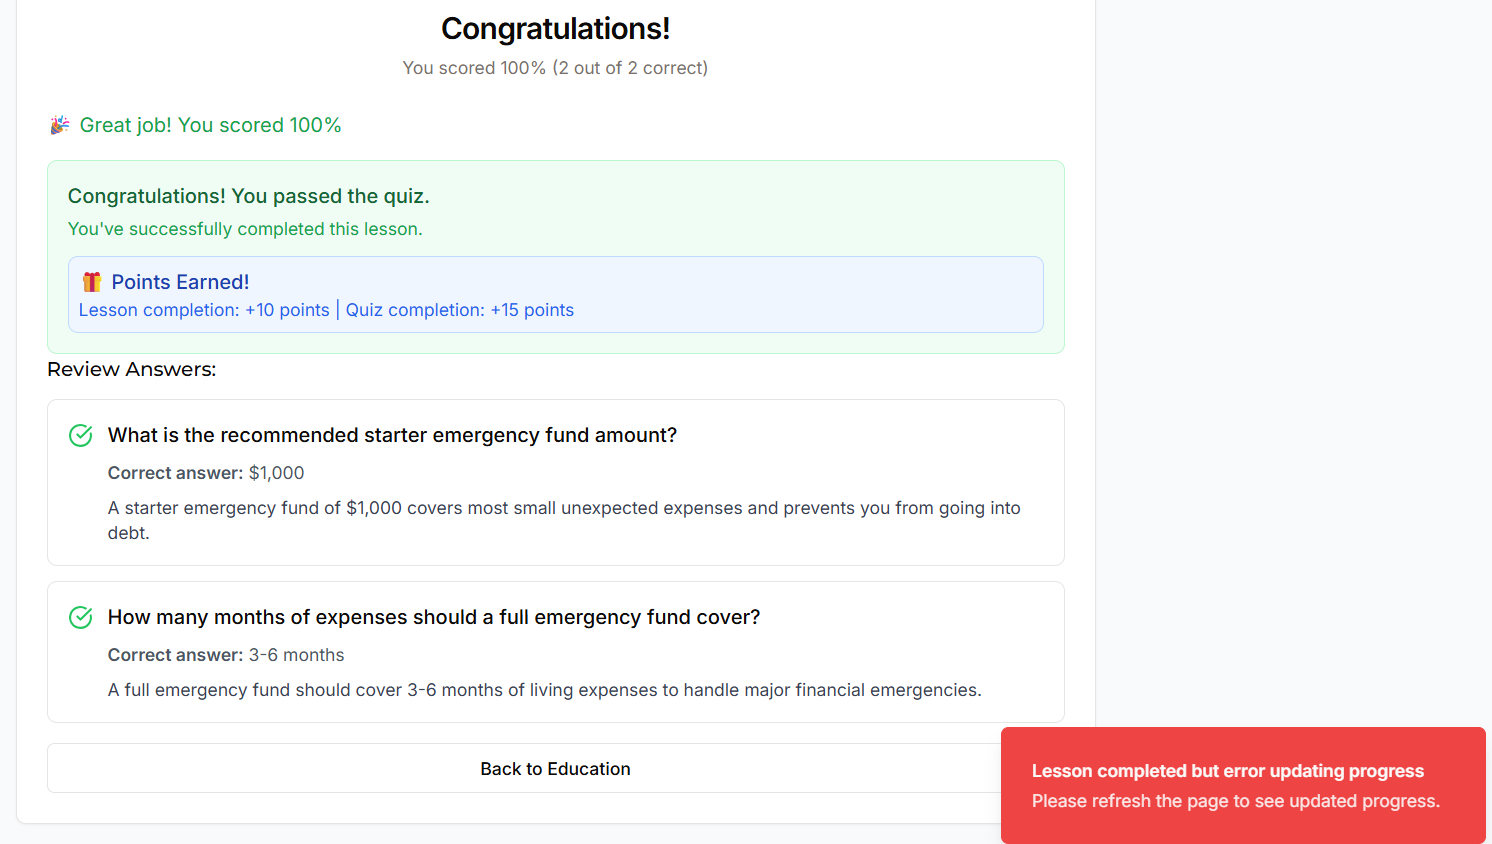 Congratulations!
You scored 100% (2 out of 2 correct)
🎉 Great job! You scored 100%
Congratulations! You passed the quiz.
You've successfully completed this lesson.
🎁 Points Earned!
Lesson completion: +10 points | Quiz completion: +15 points
Review Answers:
What is the recommended starter emergency fund amount?
Correct answer: $1,000
A starter emergency fund of $1,000 covers most small unexpected expenses and prevents you from going into
debt.
How many months of expenses should a full emergency fund cover?
Correct answer: 3-6 months
A full emergency fund should cover 3-6 months of living expenses to handle major financial emergencies.
Back to Education
Lesson completed but error updating progress
Please refresh the page to see updated progress.